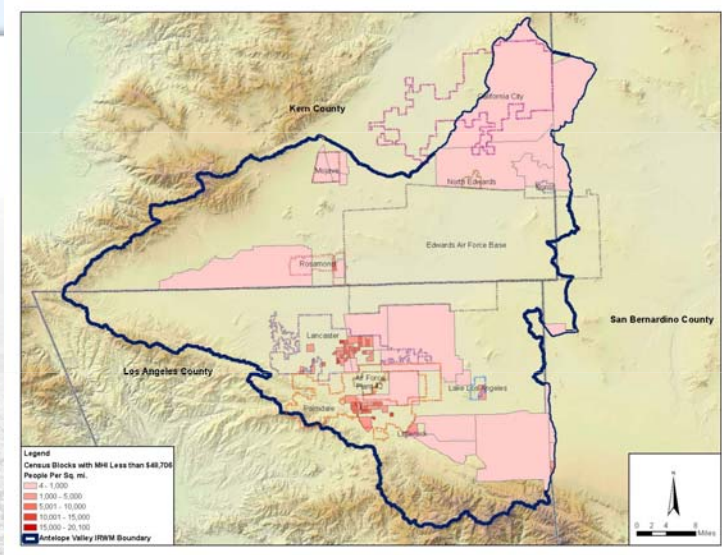 California City
Kern County
Mojave
North Edwards
Edwards Air Force Base
Rosamond
San Bernardino County
Lancaster
Los Angeles County
Air Force
Lake Los Angeles
Palmdale
Legend
Census Blocks with MHI Less than $48,706
People Per Sq. mi.
4 - 1,000
1,000 - 5,000
5,001 - 10,000
10,001 - 15,000
15,000 - 20,100
Antelope Valley IRWM Boundary
N
0 2 4 8
Miles